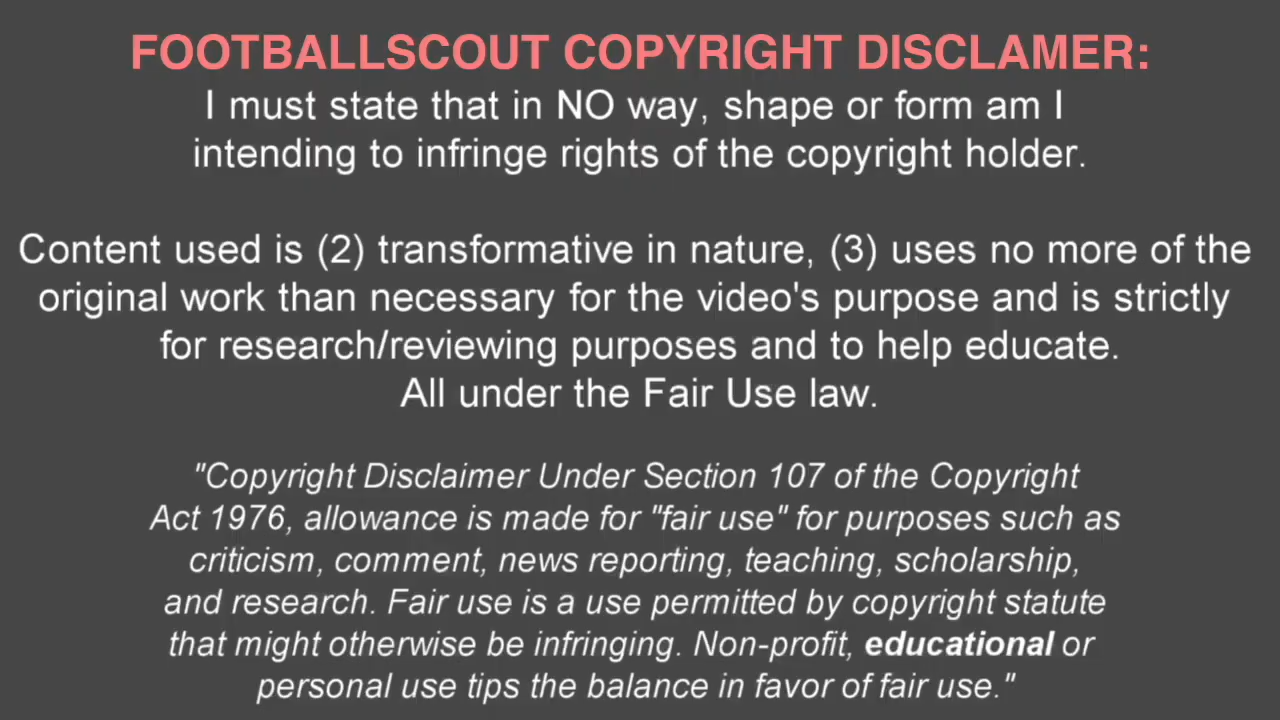 FOOTBALLSCOUT COPYRIGHT DISCLAMER:
I must state that in NO way, shape or form am I
intending to infringe rights of the copyright holder.
Content used is (2) transformative in nature, (3) uses no more of the
original work than necessary for the video's purpose and is strictly
for research/reviewing purposes and to help educate.
All under the Fair Use law.
"Copyright Disclaimer Under Section 107 of the Copyright
Act 1976, allowance is made for "fair use" for purposes such as
criticism, comment, news reporting, teaching, scholarship,
and research. Fair use is a use permitted by copyright statute
that might otherwise be infringing. Non-profit, educational or
personal use tips the balance in favor of fair use."